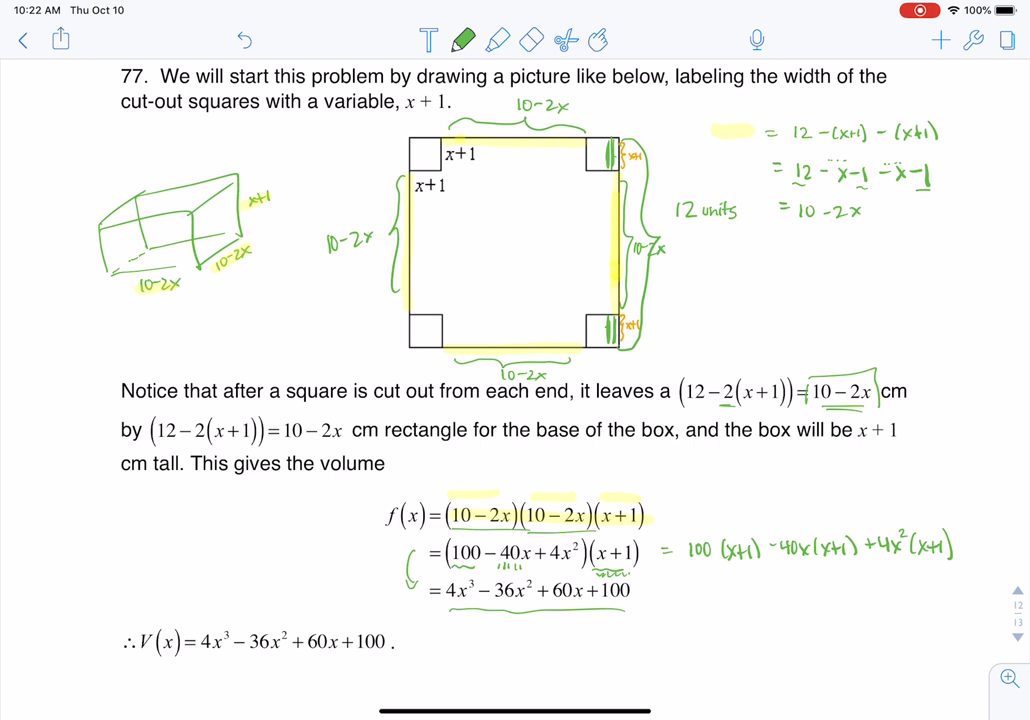 10:22 AM Thu Oct 10
100%
77. We will start this problem by drawing a picture like below, labeling the width of the
cut-out squares with a variable, x + 1.
10-2x
= 12 -(x+1) - (x+1)
x+1
x+1
= 12 - x-1 -x-1
x+1
x+1
12 units
= 10 -2x
10-2x
10-2x
10-2x
10-2x
x+1
10-2x
Notice that after a square is cut out from each end, it leaves a (12 − 2(x+1)) = 10 − 2x cm
by (12 − 2(x+1)) = 10 − 2x cm rectangle for the base of the box, and the box will be x + 1
cm tall. This gives the volume
f(x) = (10 − 2x)(10 − 2x)(x+1)
= (100 − 40x + 4x²)(x+1) = 100 (x+1) -40x(x+1) +4x²(x+1)
= 4x³ − 36x² + 60x + 100
12
13
∴ V(x) = 4x³ − 36x² + 60x + 100 .